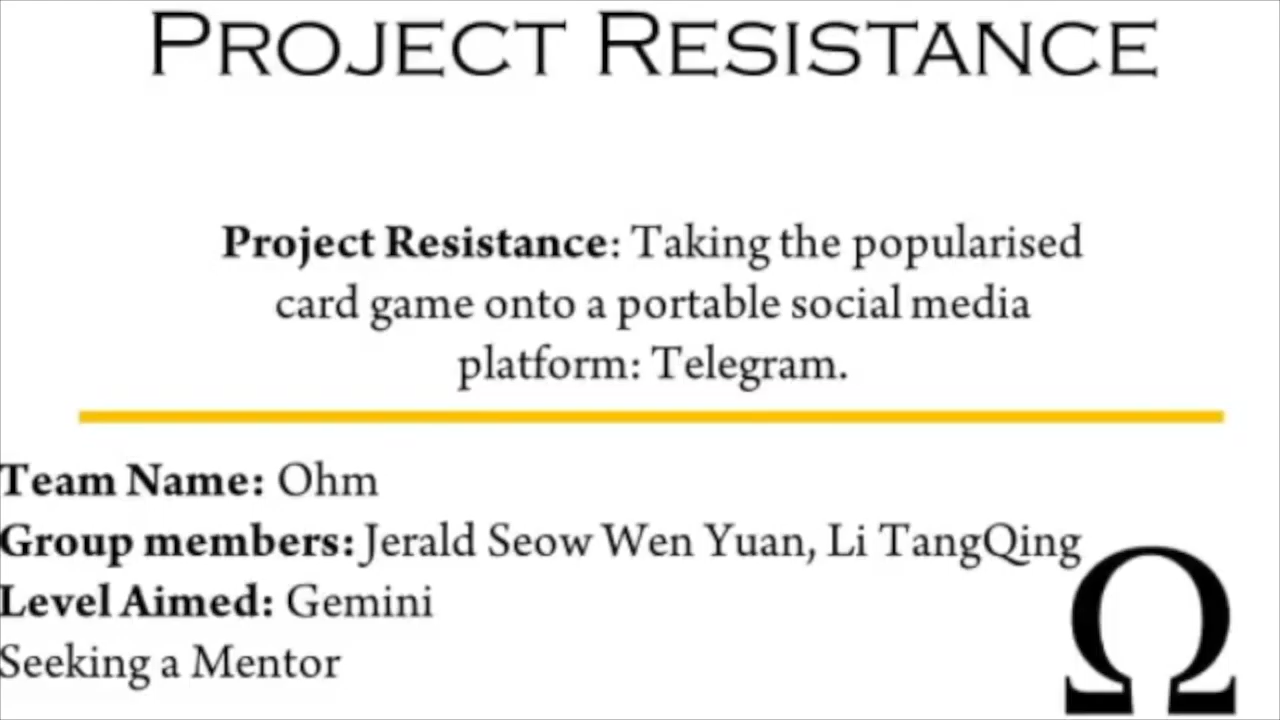 PROJECT RESISTANCE
Project Resistance: Taking the popularised
card game onto a portable social media
platform: Telegram.
Team Name: Ohm
Group members: Jerald Seow Wen Yuan, Li TangQing
Level Aimed: Gemini
Seeking a Mentor
Ω